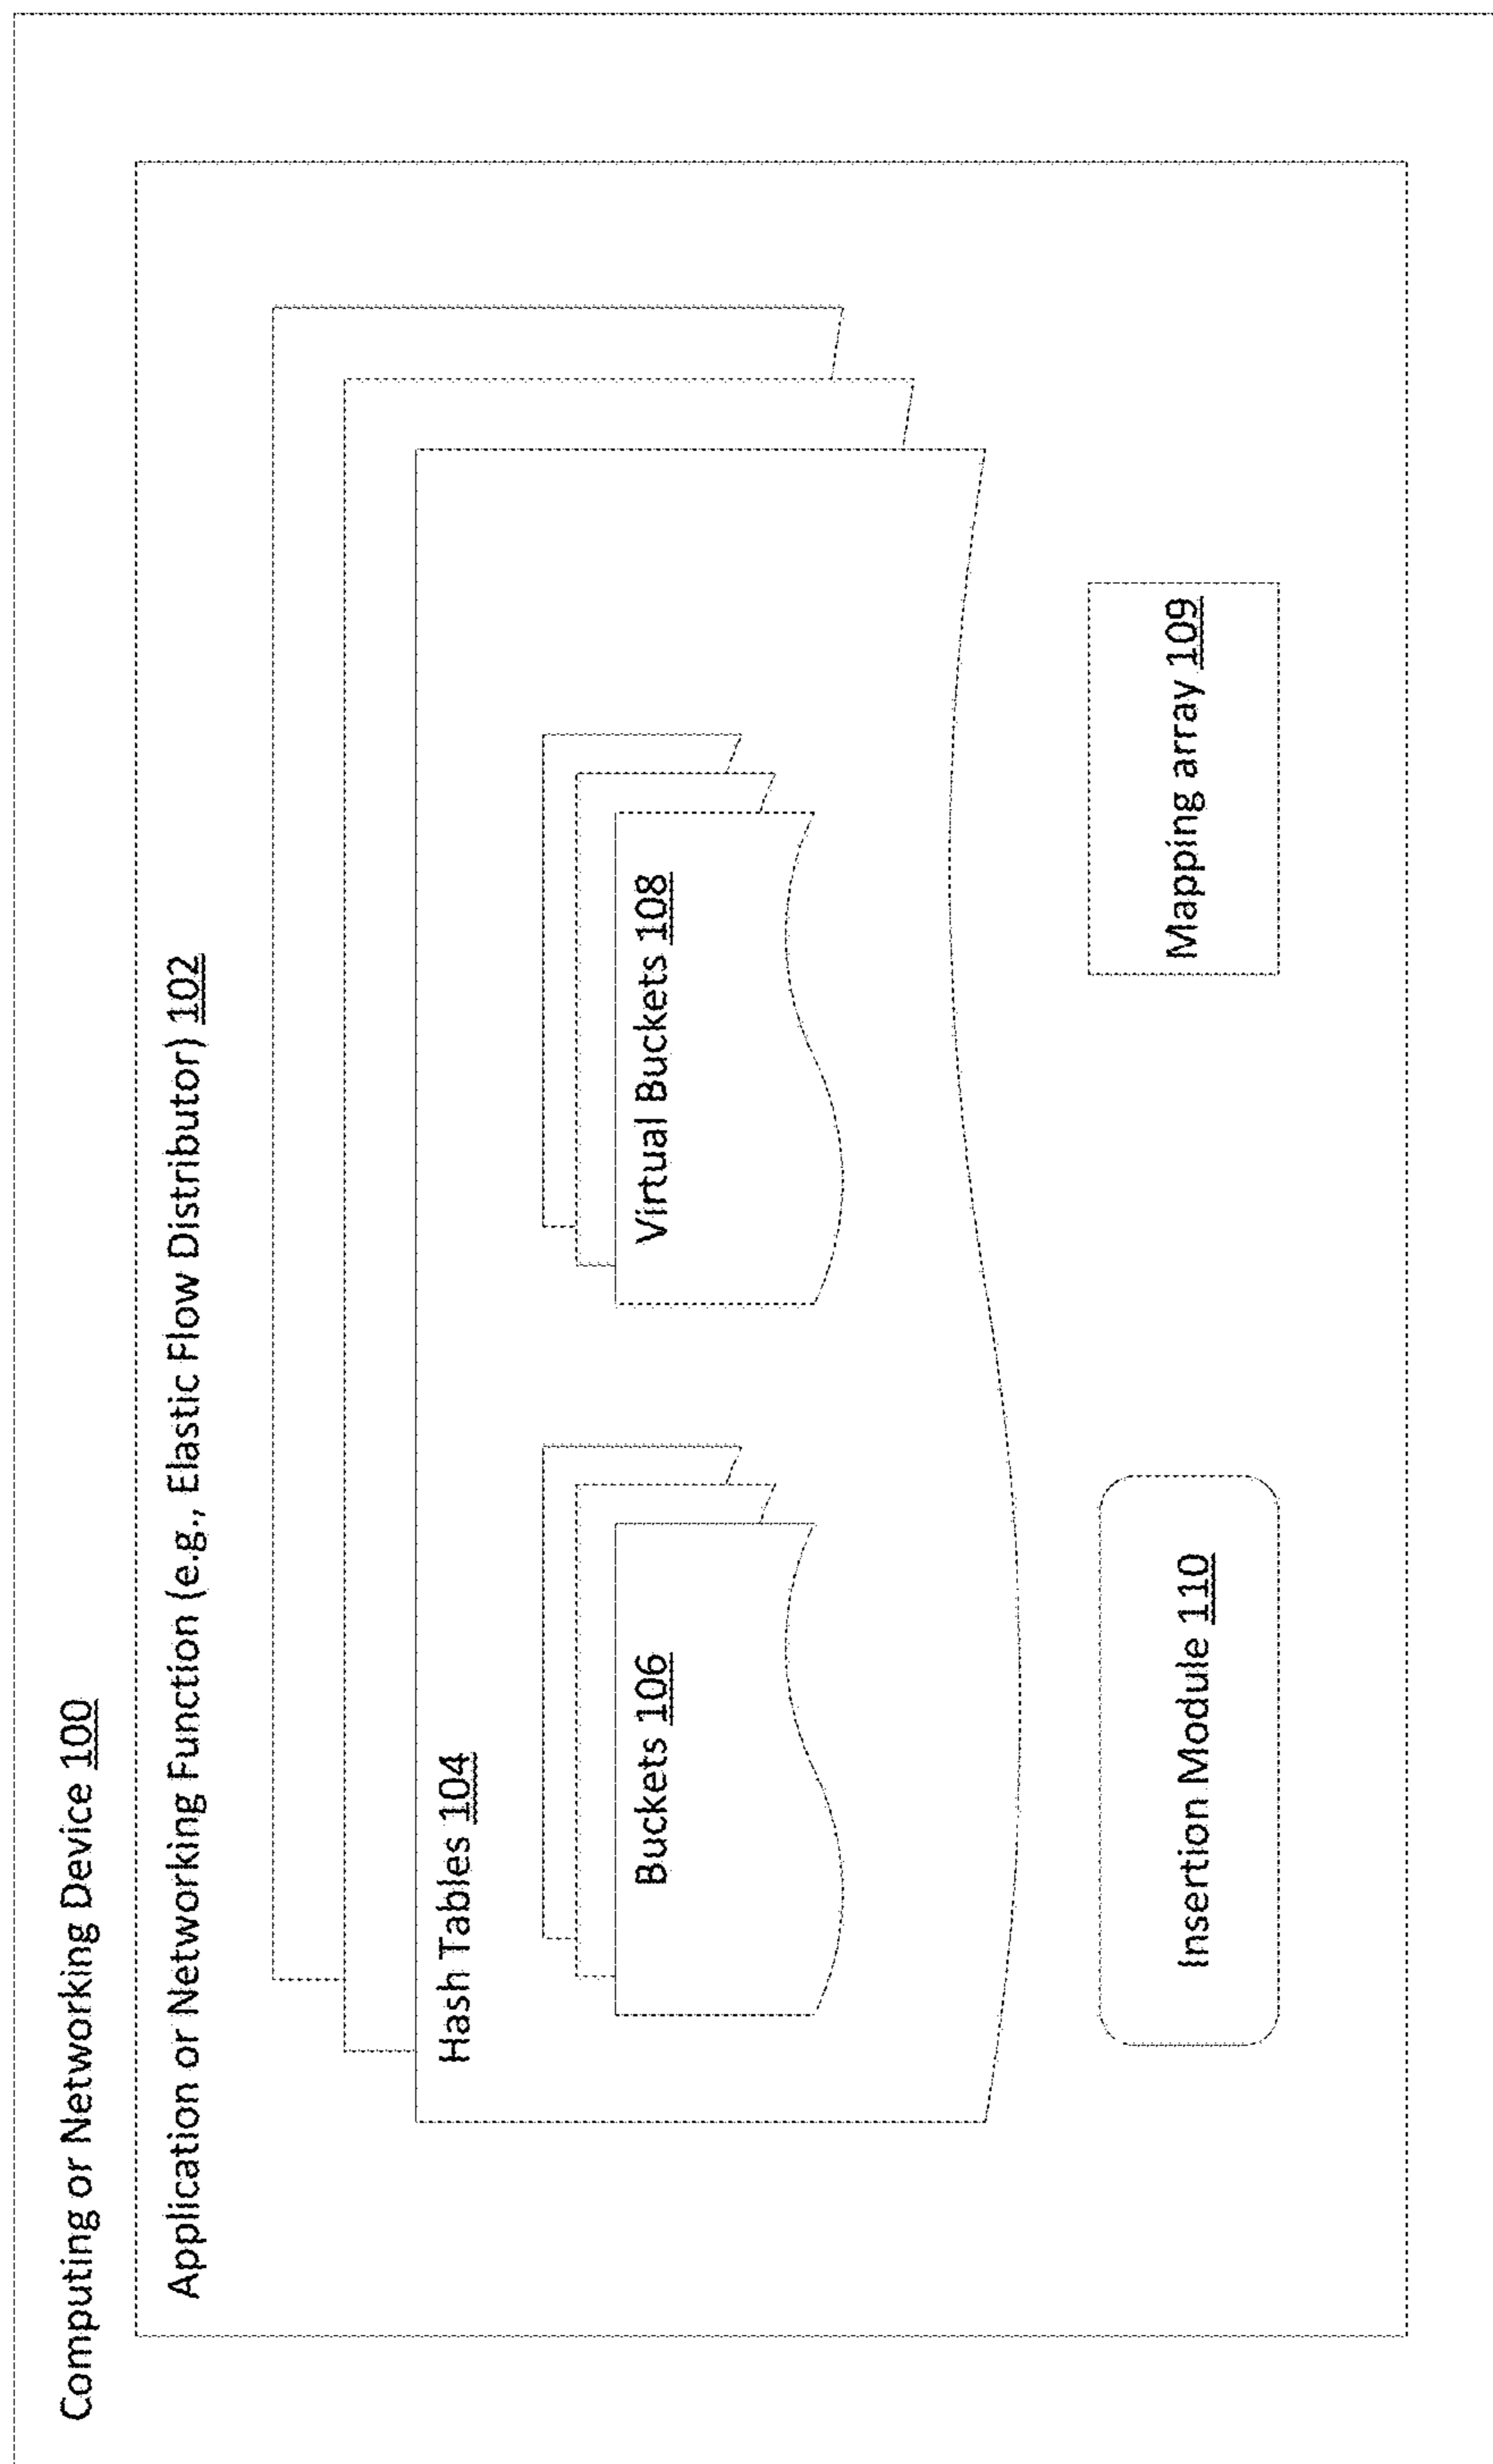 Computing or Networking Device 100
Application or Networking Function (e.g., Elastic Flow Distributor) 102
Hash Tables 104
Buckets 106
Virtual Buckets 108
Insertion Module 110
Mapping array 109